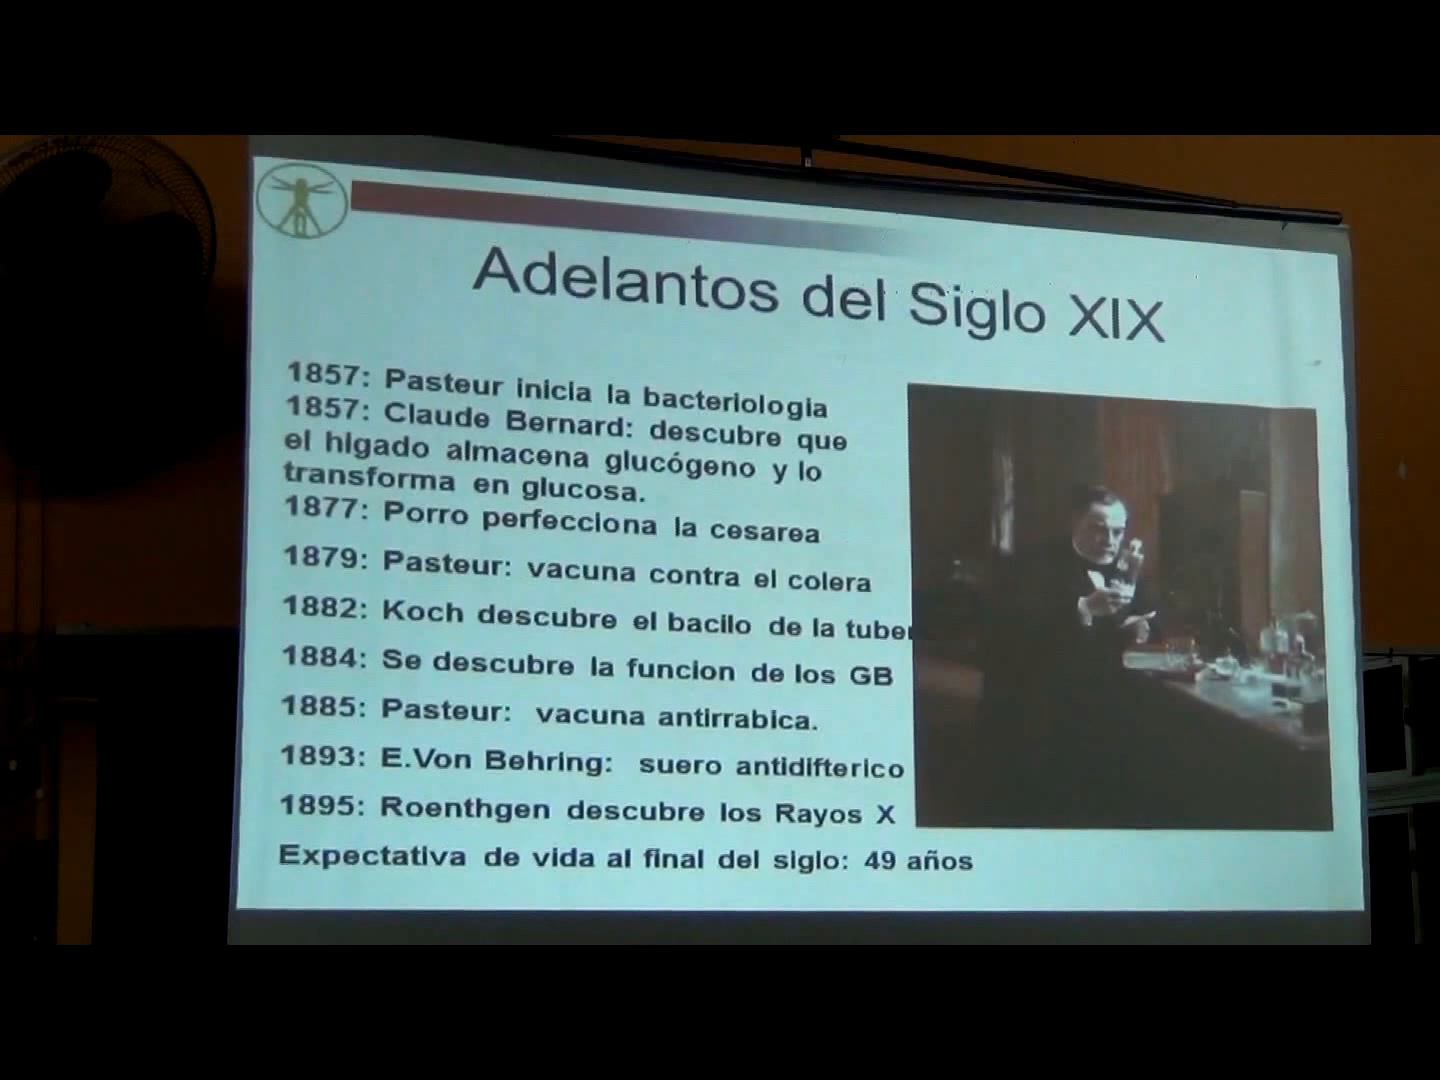 Adelantos del Siglo XIX
1857: Pasteur inicia la bacteriologia
1857: Claude Bernard: descubre que
el hIgado almacena glucógeno y lo
transforma en glucosa.
1877: Porro perfecciona la cesarea
1879: Pasteur: vacuna contra el colera
1882: Koch descubre el bacilo de la tuber
1884: Se descubre la funcion de los GB
1885: Pasteur: vacuna antirrabica.
1893: E.Von Behring: suero antidifterico
1895: Roenthgen descubre los Rayos X
Expectativa de vida al final del siglo: 49 años